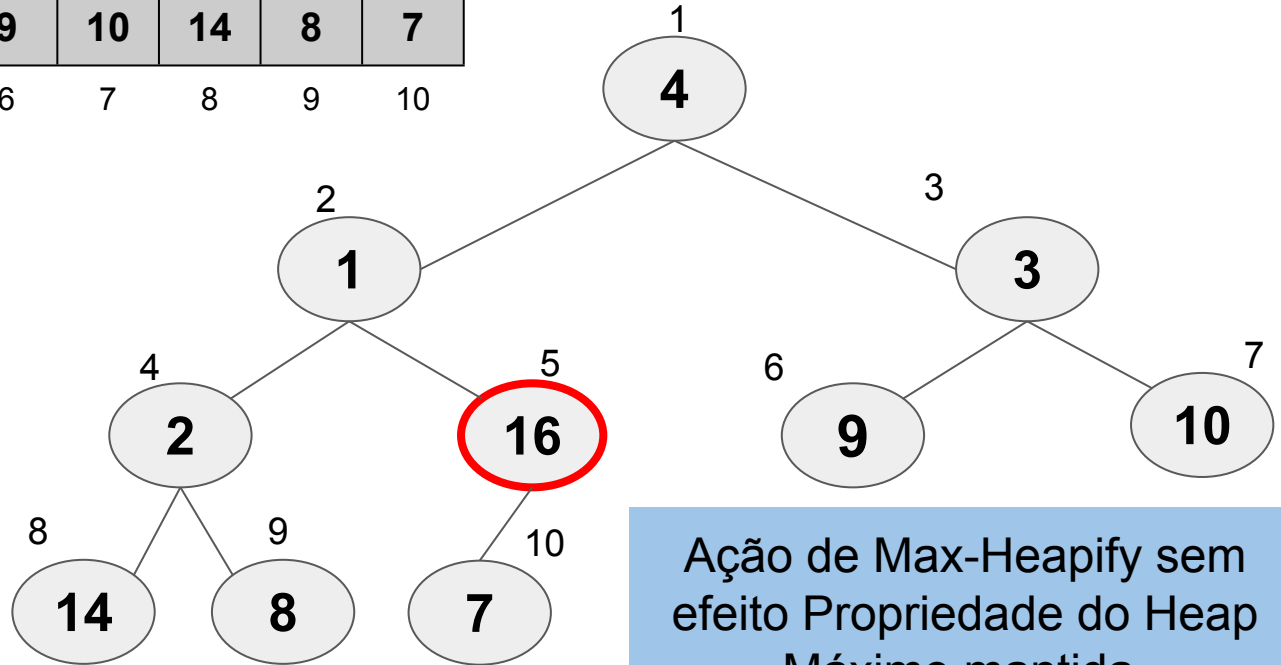 9 10 14 8 7
6 7 8 9 10
1
4
2 3
1 3
4 5 6 7
2 16 9 10
8 9 10
14 8 7
Ação de Max-Heapify sem
efeito Propriedade do Heap
Máximo mantida